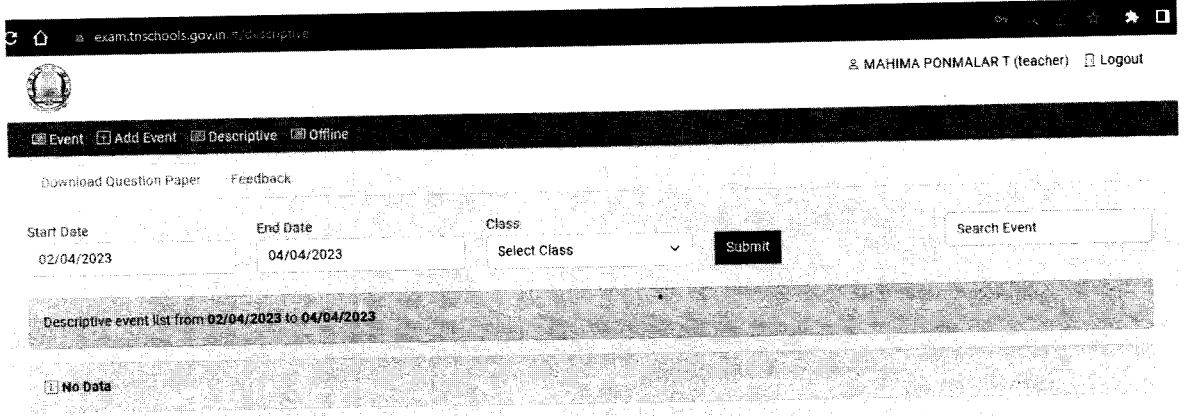 exam.tnschools.gov.in/#/descriptive
MAHIMA PONMALAR T (teacher) Logout
Event Add Event Descriptive Offline
Download Question Paper Feedback
Start Date End Date Class
02/04/2023 04/04/2023 Select Class Submit Search Event
Descriptive event list from 02/04/2023 to 04/04/2023
No Data